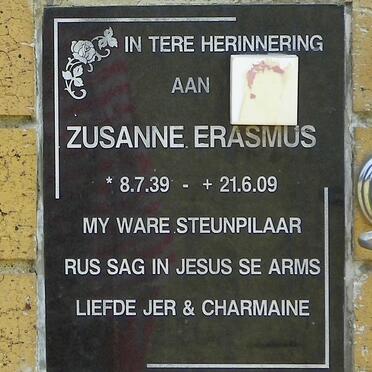 IN TERE HERINNERING
AAN
ZUSANNE ERASMUS
* 8.7.39 - + 21.6.09
MY WARE STEUNPILAAR
RUS SAG IN JESUS SE ARMS
LIEFDE JER & CHARMAINE